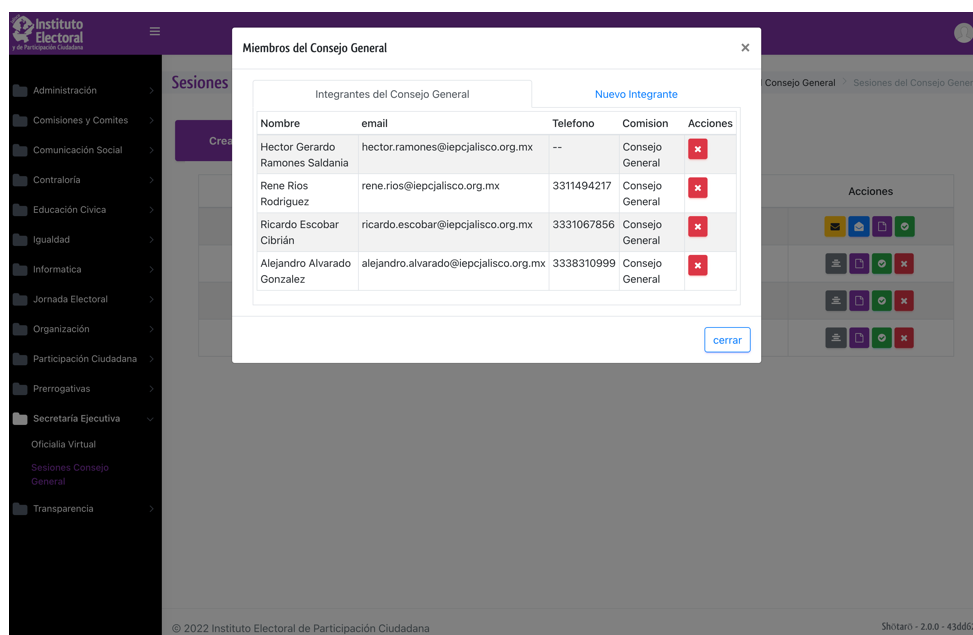 Instituto
Electoral
y de Participación Ciudadana
Miembros del Consejo General
×
Integrantes del Consejo General
Nuevo Integrante
Nombre email Telefono Comision Acciones
Hector Gerardo hector.ramones@iepcjalisco.org.mx -- Consejo
Ramones Saldania General
Rene Rios rene.rios@iepcjalisco.org.mx 3311494217 Consejo
Rodriguez General
Ricardo Escobar ricardo.escobar@iepcjalisco.org.mx 3331067856 Consejo
Cibrián General
Alejandro Alvarado alejandro.alvarado@iepcjalisco.org.mx 3338310999 Consejo
Gonzalez General
cerrar
Sesiones
Consejo General > Sesiones del Consejo Gener
Crea
Acciones
Administración
Comisiones y Comites
Comunicación Social
Contraloría
Educación Civica
Igualdad
Informatica
Jornada Electoral
Organización
Participación Ciudadana
Prerrogativas
Secretaría Ejecutiva
Oficialia Virtual
Sesiones Consejo
General
Transparencia
© 2022 Instituto Electoral de Participación Ciudadana
Shōtarō - 2.0.0 - 43dd6